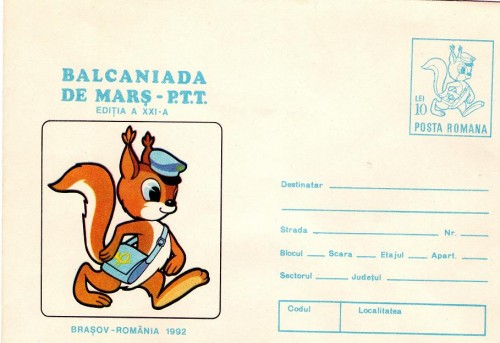 BALCANIADA
DE MARŞ - P.T.T.
EDIŢIA A XXI-A
BRAŞOV - ROMÂNIA 1992
LEI
10
POSTA ROMANA
Destinatar
Strada Nr.
Blocul Scara Etajul Apart.
Sectorul Judeţul
Codul Localitatea